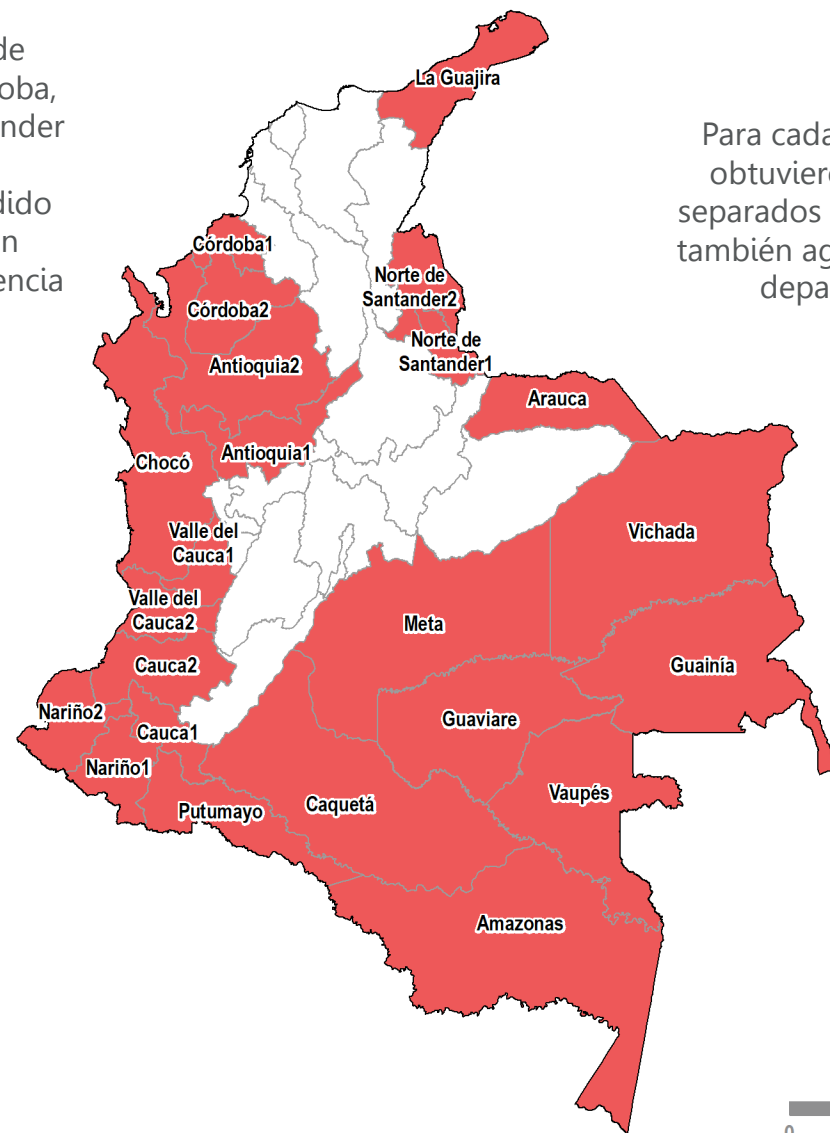 de
oba,
nder
dido
n
encia
Para cada
obtuviero
separados
también ag
depa
La Guajira
Córdoba1
Norte de
Santander2
Córdoba2
Norte de
Santander1
Antioquia2
Arauca
Antioquia1
Chocó
Valle del
Cauca1
Vichada
Valle del
Cauca2
Meta
Cauca2
Guainía
Nariño2
Guaviare
Cauca1
Nariño1
Vaupés
Caquetá
Putumayo
Amazonas
0